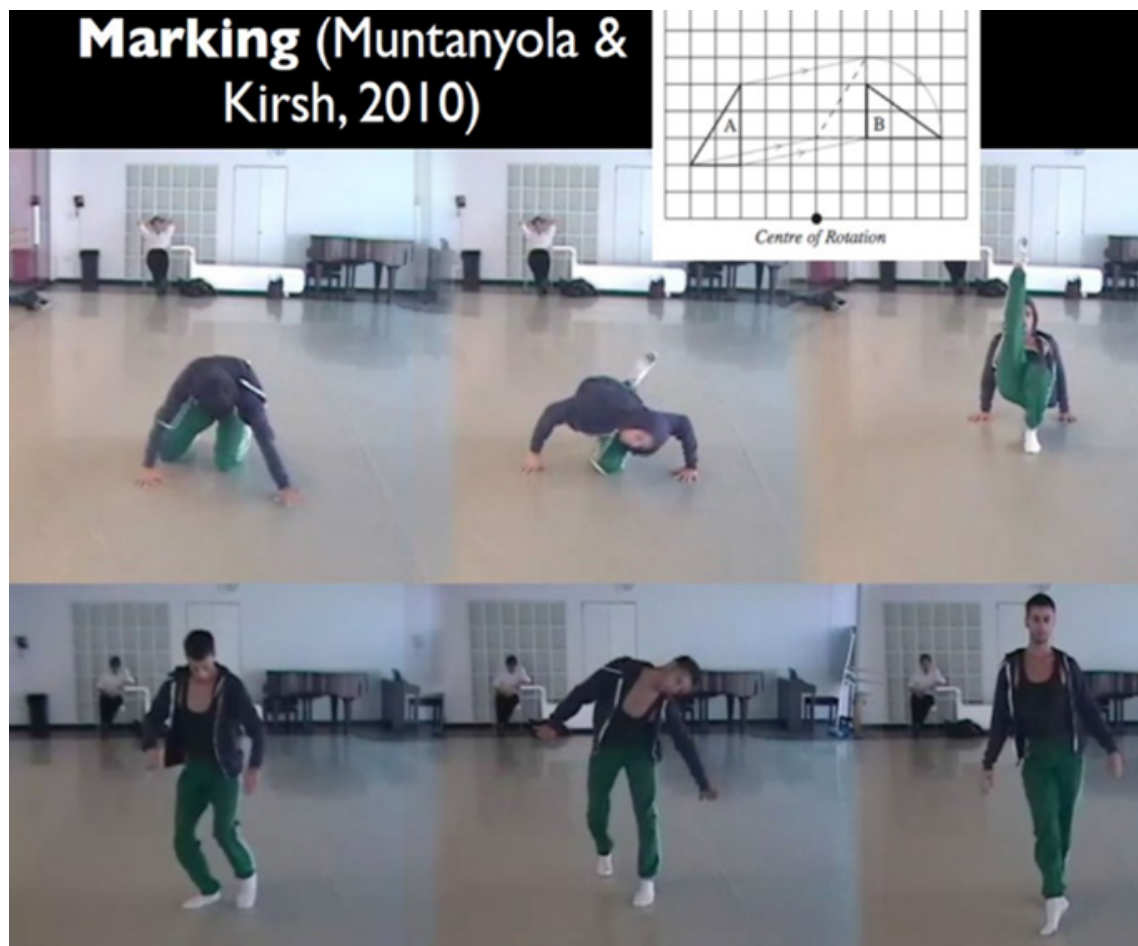 Marking (Muntanyola &
Kirsh, 2010)
A
B
Centre of Rotation